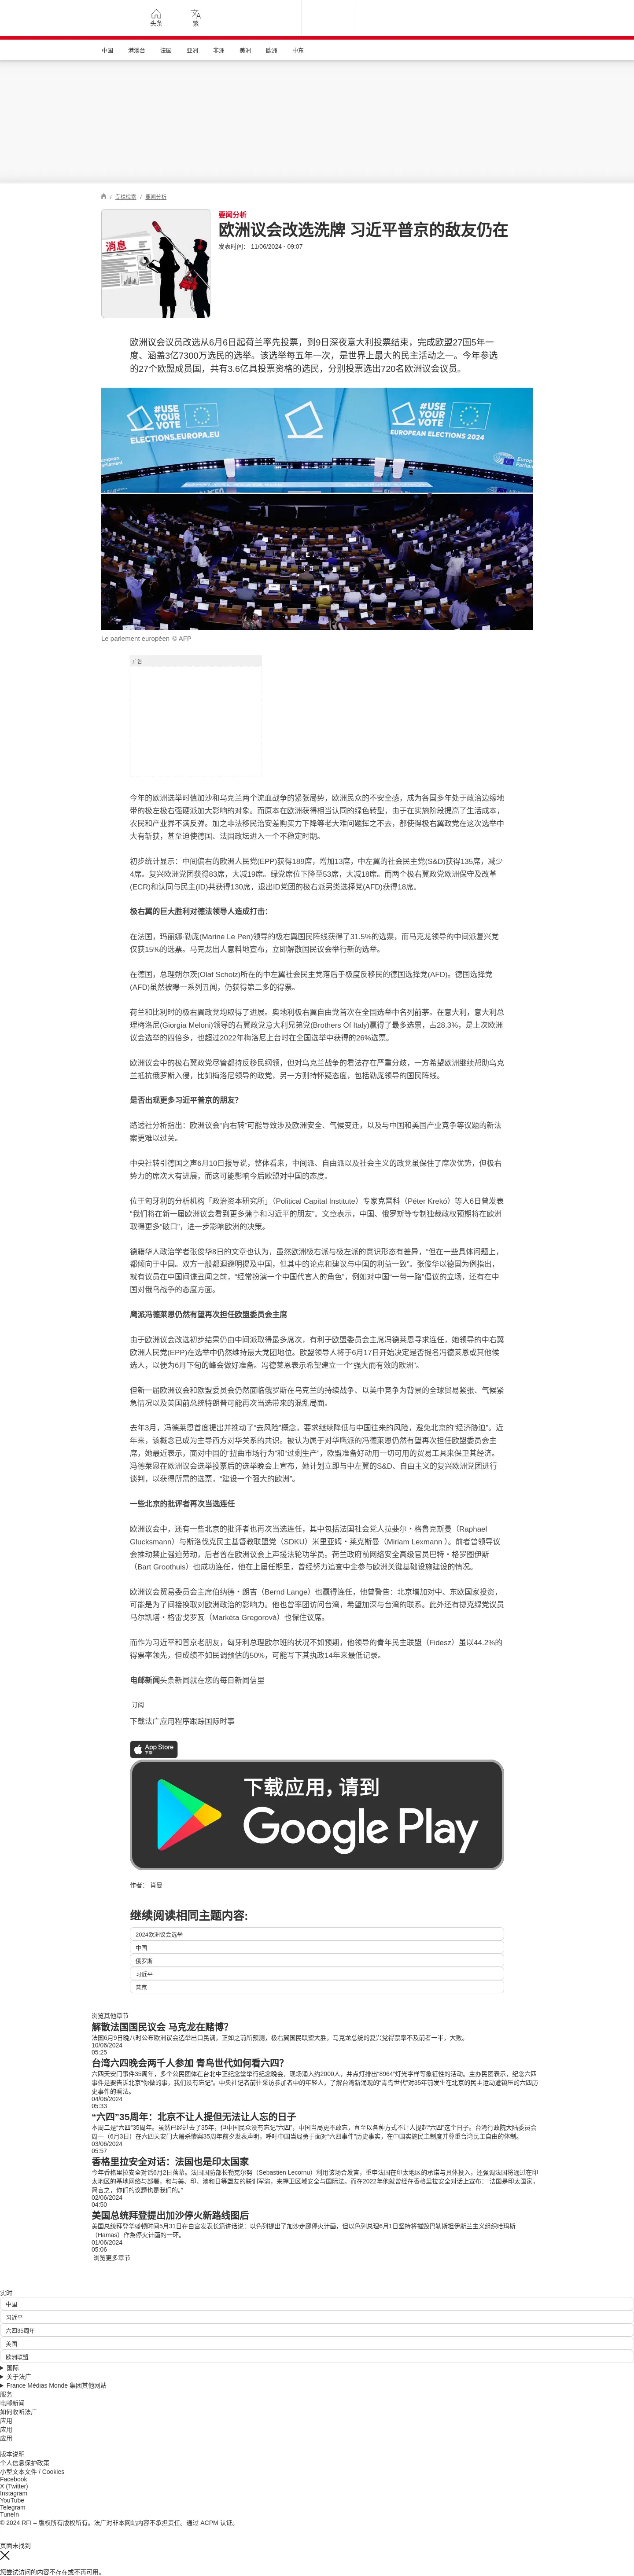 头条
繁
中国 港澳台 法国 亚洲 非洲 美洲 欧洲 中东
/ 专栏检索 / 要闻分析
消息
要闻分析
欧洲议会改选洗牌 习近平普京的敌友仍在
发表时间： 11/06/2024 - 09:07
欧洲议会议员改选从6月6日起荷兰率先投票，到9日深夜意大利投票结束，完成欧盟27国5年一
度、涵盖3亿7300万选民的选举。该选举每五年一次，是世界上最大的民主活动之一。今年参选
的27个欧盟成员国，共有3.6亿具投票资格的选民，分别投票选出720名欧洲议会议员。
#USE YOUR VOTE
ELECTIONS.EUROPA.EU
#USE YOUR VOTE
EUROPEAN ELECTIONS 2024
European Parliament
Le parlement européen © AFP
广告
今年的欧洲选举时值加沙和乌克兰两个流血战争的紧张局势，欧洲民众的不安全感，成为各国多年处于政治边缘地
带的极左极右强硬派加大影响的对象。而原本在欧洲获得相当认同的绿色转型，由于在实施阶段提高了生活成本，
农民和产业界不满反弹。加之非法移民治安差购买力下降等老大难问题挥之不去，都使得极右翼政党在这次选举中
大有斩获，甚至迫使德国、法国政坛进入一个不稳定时期。
初步统计显示：中间偏右的欧洲人民党(EPP)获得189席，增加13席，中左翼的社会民主党(S&D)获得135席，减少
4席。复兴欧洲党团获得83席，大减19席。绿党席位下降至53席，大减18席。而两个极右翼政党欧洲保守及改革
(ECR)和认同与民主(ID)共获得130席，退出ID党团的极右派另类选择党(AFD)获得18席。
极右翼的巨大胜利对德法领导人造成打击：
在法国，玛丽娜·勒庞(Marine Le Pen)领导的极右翼国民阵线获得了31.5%的选票，而马克龙领导的中间派复兴党
仅获15%的选票。马克龙出人意料地宣布，立即解散国民议会举行新的选举。
在德国，总理朔尔茨(Olaf Scholz)所在的中左翼社会民主党落后于极度反移民的德国选择党(AFD)。德国选择党
(AFD)虽然被曝一系列丑闻，仍获得第二多的得票。
荷兰和比利时的极右翼政党均取得了进展。奥地利极右翼自由党首次在全国选举中名列前茅。在意大利，意大利总
理梅洛尼(Giorgia Meloni)领导的右翼政党意大利兄弟党(Brothers Of Italy)赢得了最多选票，占28.3%，是上次欧洲
议会选举的四倍多，也超过2022年梅洛尼上台时在全国选举中获得的26%选票。
欧洲议会中的极右翼政党尽管都持反移民纲领，但对乌克兰战争的看法存在严重分歧，一方希望欧洲继续帮助乌克
兰抵抗俄罗斯入侵，比如梅洛尼领导的政党，另一方则持怀疑态度，包括勒庞领导的国民阵线。
是否出现更多习近平普京的朋友？
路透社分析指出：欧洲议会“向右转”可能导致涉及欧洲安全、气候变迁，以及与中国和美国产业竞争等议题的新法
案更难以过关。
中央社转引德国之声6月10日报导说，整体看来，中间派、自由派以及社会主义的政党虽保住了席次优势，但极右
势力的席次大有进展，而这可能影响今后欧盟对中国的态度。
位于匈牙利的分析机构「政治资本研究所」（Political Capital Institute）专家克雷科（Péter Krekó）等人6日曾发表
“我们将在新一届欧洲议会看到更多蒲亭和习近平的朋友”。文章表示，中国、俄罗斯等专制独裁政权预期将在欧洲
取得更多“破口”，进一步影响欧洲的决策。
德籍华人政治学者张俊华8日的文章也认为，虽然欧洲极右派与极左派的意识形态有差异，“但在一些具体问题上，
都倾向于中国。双方一般都迴避明提及中国，但其中的论点和建议与中国的利益一致”。张俊华以德国为例指出，
就有议员在中国间谍丑闻之前，“经常扮演一个中国代言人的角色”，例如对中国“一带一路”倡议的立场，还有在中
国对俄乌战争的态度方面。
鹰派冯德莱恩仍然有望再次担任欧盟委员会主席
由于欧洲议会改选初步结果仍由中间派取得最多席次，有利于欧盟委员会主席冯德莱恩寻求连任，她领导的中右翼
欧洲人民党(EPP)在选举中仍然维持最大党团地位。欧盟领导人将于6月17日开始决定是否提名冯德莱恩或其他候
选人，以便为6月下旬的峰会做好准备。冯德莱恩表示希望建立一个“强大而有效的欧洲”。
但新一届欧洲议会和欧盟委员会仍然面临俄罗斯在乌克兰的持续战争、以美中竞争为背景的全球贸易紧张、气候紧
急情况以及美国前总统特朗普可能再次当选带来的混乱局面。
去年3月，冯德莱恩首度提出并推动了“去风险”概念，要求继续降低与中国往来的风险，避免北京的“经济胁迫”。近
年来，该概念已成为主导西方对华关系的共识。被认为属于对华鹰派的冯德莱恩仍然有望再次担任欧盟委员会主
席，她最近表示，面对中国的“扭曲市场行为”和“过剩生产”，欧盟准备好动用一切可用的贸易工具来保卫其经济。
冯德莱恩在欧洲议会选举投票后的选举晚会上宣布，她计划立即与中左翼的S&D、自由主义的复兴欧洲党团进行
谈判，以获得所需的选票，“建设一个强大的欧洲”。
一些北京的批评者再次当选连任
欧洲议会中，还有一些北京的批评者也再次当选连任，其中包括法国社会党人拉斐尔・格鲁克斯曼（Raphael
Glucksmann）与斯洛伐克民主基督教联盟党（SDKU）米里亚姆・莱克斯曼（Miriam Lexmann ）。前者曾领导议
会推动禁止强迫劳动，后者曾在欧洲议会上声援法轮功学员。荷兰政府前网络安全高级官员巴特・格罗图伊斯
（Bart Groothuis）也成功连任，他在上届任期里，曾经努力追查中企参与欧洲关键基础设施建设的情况。
欧洲议会贸易委员会主席伯纳德・朗吉（Bernd Lange）也赢得连任，他曾警告：北京增加对中、东欧国家投资，
可能是为了间接换取对欧洲政治的影响力。他也曾率团访问台湾，希望加深与台湾的联系。此外还有捷克绿党议员
马尔凯塔・格雷戈罗瓦（Markéta Gregorová）也保住议席。
而作为习近平和普京老朋友，匈牙利总理欧尔班的状况不如预期，他领导的青年民主联盟（Fidesz）虽以44.2%的
得票率领先，但成绩不如民调预估的50%，可能写下其执政14年来最低记录。
电邮新闻头条新闻就在您的每日新闻信里
订阅
下载法广应用程序跟踪国际时事
App Store
下载
下载应用，请到
Google Play
作者： 肖曼
继续阅读相同主题内容:
2024欧洲议会选举
中国
俄罗斯
习近平
普京
浏览其他章节
解散法国国民议会 马克龙在赌博？
法国6月9日晚八时公布欧洲议会选举出口民调，正如之前所预测，极右翼国民联盟大胜，马克龙总统的复兴党得票率不及前者一半，大败。
10/06/2024
05:25
台湾六四晚会两千人参加 青鸟世代如何看六四？
六四天安门事件35周年，多个公民团体在台北中正纪念堂举行纪念晚会，现场涌入约2000人，并点灯排出“8964”灯光字样等象征性的活动。主办民团表示，纪念六四
事件是要告诉北京“你做的事，我们没有忘记”。中央社记者前往采访参加者中的年轻人，了解台湾新涌现的“青鸟世代”对35年前发生在北京的民主运动遭镇压的六四历
史事件的看法。
04/06/2024
05:33
“六四”35周年：北京不让人提但无法让人忘的日子
本周二是“六四”35周年。虽然已经过去了35年，但中国民众没有忘记“六四”，中国当局更不敢忘，直至以各种方式不让人提起“六四”这个日子。台湾行政院大陆委员会
周一（6月3日）在六四天安门大屠杀惨案35周年前夕发表声明，呼吁中国当局勇于面对“六四事件”历史事实，在中国实施民主制度并尊重台湾民主自由的体制。
03/06/2024
05:57
香格里拉安全对话：法国也是印太国家
今年香格里拉安全对话6月2日落幕。法国国防部长勒克尔努（Sebastien Lecornu）利用该场合发言，重申法国在印太地区的承诺与具体投入，还强调法国将通过在印
太地区的基地网络与部署，和与美、印、澳和日等盟友的联训军演，来捍卫区域安全与国际法。而在2022年他就曾经在香格里拉安全对话上宣布：“法国是印太国家，
简言之，你们的议题也是我们的。”
02/06/2024
04:50
美国总统拜登提出加沙停火新路线图后
美国总统拜登华盛顿时间5月31日在白宫发表长篇讲话说：以色列提出了加沙走廊停火计画，但以色列总理6月1日坚持将摧毁巴勒斯坦伊斯兰主义组织哈玛斯
（Hamas）作為停火计画的一环。
01/06/2024
05:06
浏览更多章节
实时
中国
习近平
六四35周年
美国
欧洲联盟
国际
关于法广
France Médias Monde 集团其他网站
服务
电邮新闻
如何收听法广
应用
应用
应用
版本说明
个人信息保护政策
小型文本文件 / Cookies
Facebook
X (Twitter)
Instagram
YouTube
Telegram
TuneIn
© 2024 RFI – 版权所有版权所有。法广对非本网站内容不承担责任。通过 ACPM 认证。
页面未找到
您尝试访问的内容不存在或不再可用。